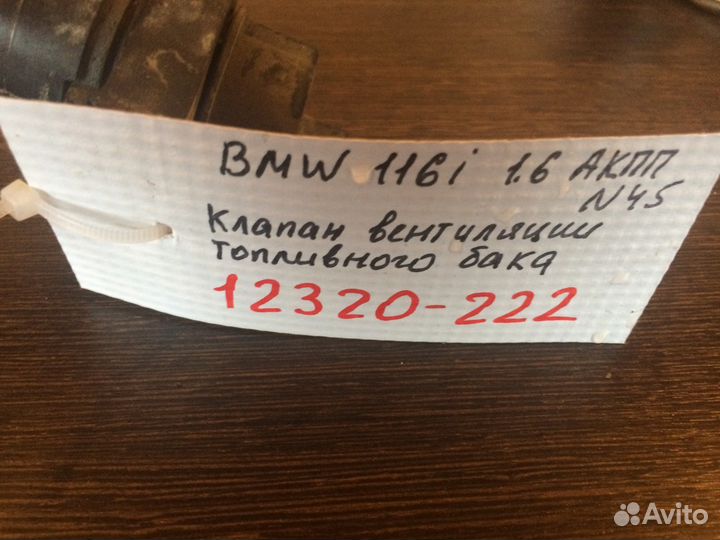 BMW 116i 1.6 АКПП
N45
Клапан вентиляции
топливного бака
12320-222
Avito